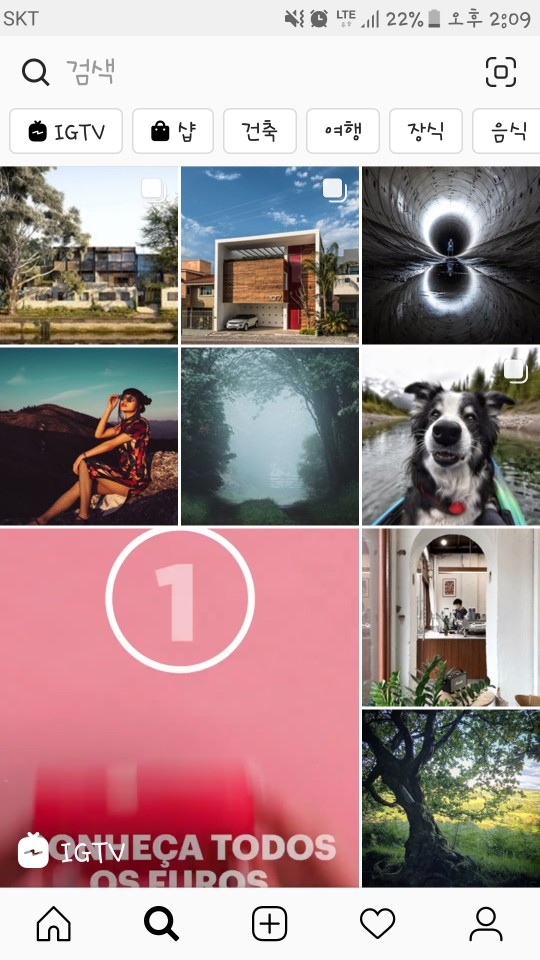 SKT LTE 22% 오후 2:09
검색
IGTV 샵 건축 여행 장식 음식
1
CONHEÇA TODOS
OS EUROS
IGTV